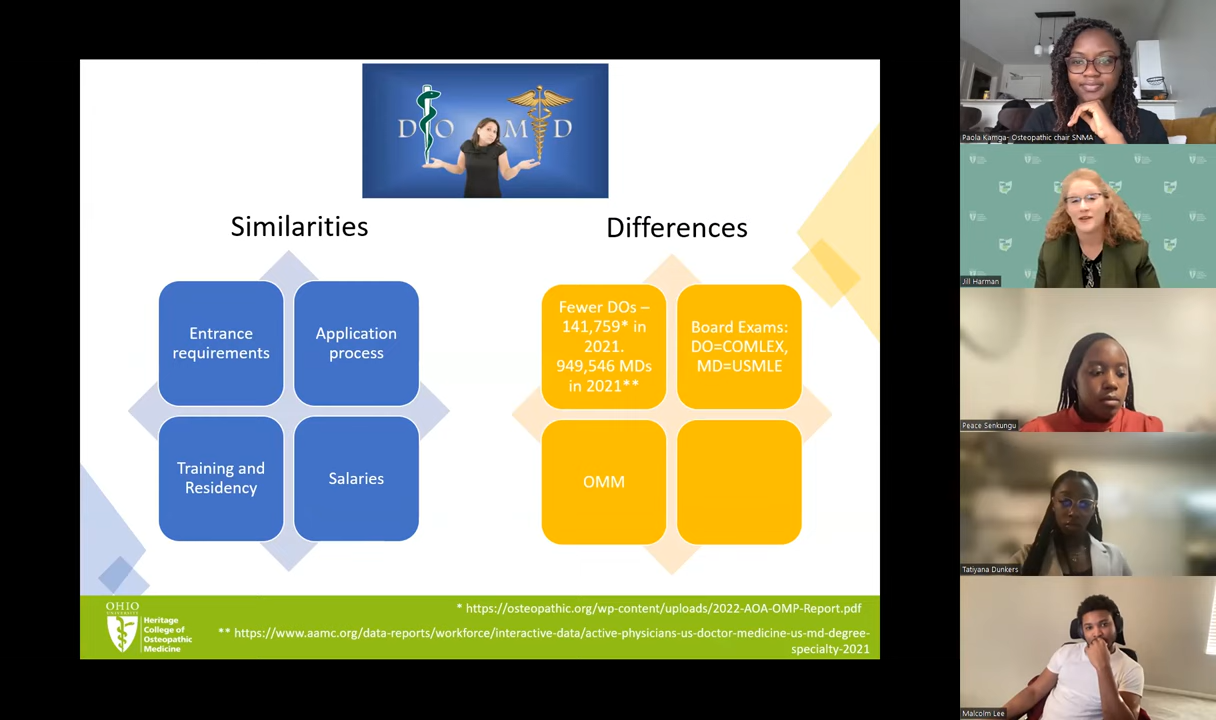 DO MD
Similarities
Differences
Entrance
requirements
Application
process
Training and
Residency
Salaries
Fewer DOs –
141,759* in
2021.
949,546 MDs
in 2021**
Board Exams:
DO=COMLEX,
MD=USMLE
OMM
OHIO
UNIVERSITY
Heritage
College of
Osteopathic
Medicine
* https://osteopathic.org/wp-content/uploads/2022-AOA-OMP-Report.pdf
** https://www.aamc.org/data-reports/workforce/interactive-data/active-physicians-us-doctor-medicine-us-md-degree-
specialty-2021
Paola Kamga- Osteopathic chair SNMA
Jill Harman
Peace Senkungu
Tatiyana Dunkers
Malcolm Lee